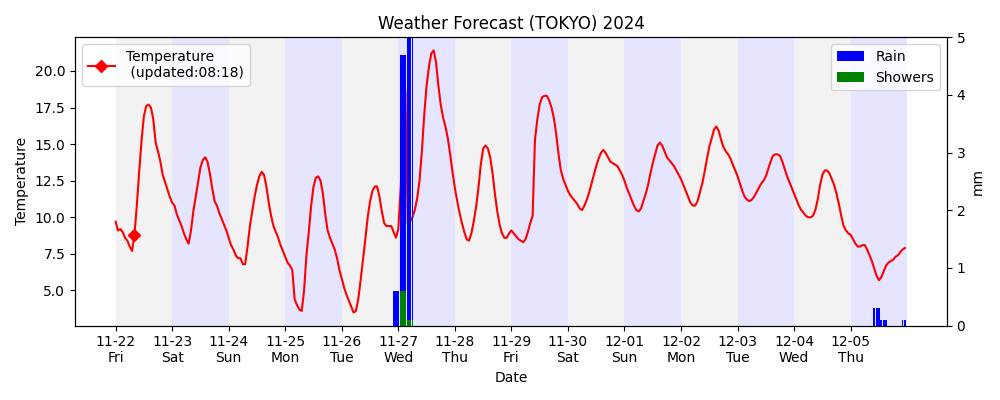 Weather Forecast (TOKYO) 2024
Temperature
(updated:08:18)
Rain
Showers
Temperature
20.0
17.5
15.0
12.5
10.0
7.5
5.0
5
4
3
2
1
0
mm
11-22 11-23 11-24 11-25 11-26 11-27 11-28 11-29 11-30 12-01 12-02 12-03 12-04 12-05
Fri Sat Sun Mon Tue Wed Thu Fri Sat Sun Mon Tue Wed Thu
Date